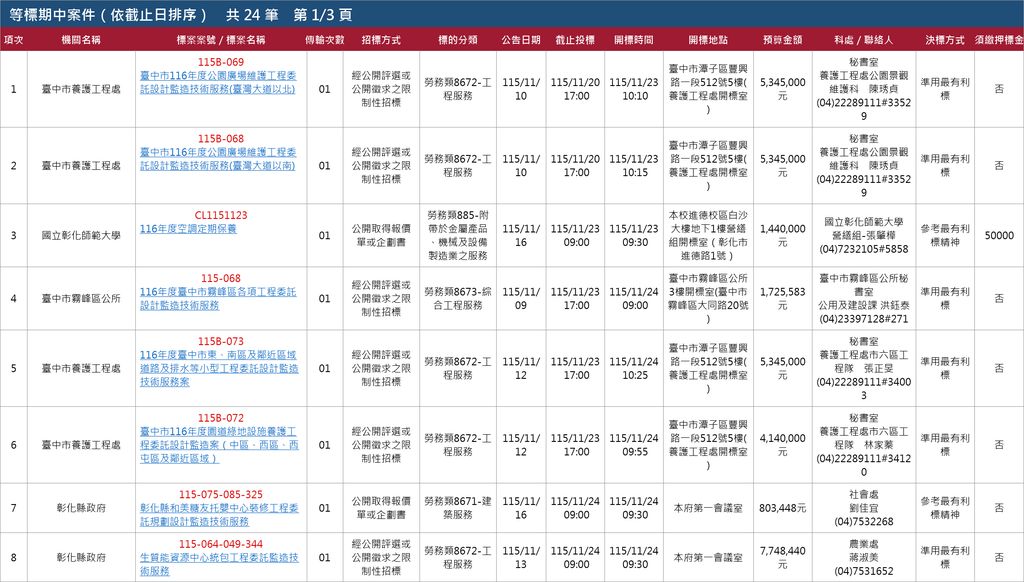 等標期中案件（依截止日排序）　共 24 筆　第 1/3 頁
項次 機關名稱 標案案號 / 標案名稱 傳輸次數 招標方式 標的分類 公告日期 截止投標 開標時間 開標地點 預算金額 科處 / 聯絡人 決標方式 須繳押標金
1
臺中市養護工程處
115B-069
臺中市116年度公園廣場維護工程委
託設計監造技術服務(臺灣大道以北)
01
經公開評選或
公開徵求之限
制性招標
勞務類8672-工
程服務
115/11/
10
115/11/20
17:00
115/11/23
10:10
臺中市潭子區豐興
路一段512號5樓(
養護工程處開標室
)
5,345,000
元
秘書室
養護工程處公園景觀
維護科　陳琇貞
(04)22289111#3352
9
準用最有利
標
否
2
臺中市養護工程處
115B-068
臺中市116年度公園廣場維護工程委
託設計監造技術服務(臺灣大道以南)
01
經公開評選或
公開徵求之限
制性招標
勞務類8672-工
程服務
115/11/
10
115/11/20
17:00
115/11/23
10:15
臺中市潭子區豐興
路一段512號5樓(
養護工程處開標室
)
5,345,000
元
秘書室
養護工程處公園景觀
維護科　陳琇貞
(04)22289111#3352
9
準用最有利
標
否
3
國立彰化師範大學
CL1151123
116年度空調定期保養
01
公開取得報價
單或企劃書
勞務類885-附
帶於金屬產品
、機械及設備
製造業之服務
115/11/
16
115/11/23
09:00
115/11/23
09:30
本校進德校區白沙
大樓地下1樓營繕
組開標室（彰化市
進德路1號）
1,440,000
元
國立彰化師範大學
營繕組-張肇樺
(04)7232105#5858
參考最有利
標精神
50000
4
臺中市霧峰區公所
115-068
116年度臺中市霧峰區各項工程委託
設計監造技術服務
01
經公開評選或
公開徵求之限
制性招標
勞務類8673-綜
合工程服務
115/11/
09
115/11/23
17:00
115/11/24
09:00
臺中市霧峰區公所
3樓開標室(臺中市
霧峰區大同路20號
)
1,725,583
元
臺中市霧峰區公所秘
書室
公用及建設課 洪鈺泰
(04)23397128#271
準用最有利
標
否
5
臺中市養護工程處
115B-073
116年度臺中市東、南區及鄰近區域
道路及排水等小型工程委託設計監造
技術服務案
01
經公開評選或
公開徵求之限
制性招標
勞務類8672-工
程服務
115/11/
12
115/11/23
17:00
115/11/24
10:25
臺中市潭子區豐興
路一段512號5樓(
養護工程處開標室
)
5,345,000
元
秘書室
養護工程處市六區工
程隊　張正旻
(04)22289111#3400
3
準用最有利
標
否
6
臺中市養護工程處
115B-072
臺中市116年度園道綠地設施養護工
程委託設計監造案（中區、西區、西
屯區及鄰近區域）
01
經公開評選或
公開徵求之限
制性招標
勞務類8672-工
程服務
115/11/
12
115/11/23
17:00
115/11/24
09:55
臺中市潭子區豐興
路一段512號5樓(
養護工程處開標室
)
4,140,000
元
秘書室
養護工程處市六區工
程隊　林家蓁
(04)22289111#3412
0
準用最有利
標
否
7
彰化縣政府
115-075-085-325
彰化縣和美糖友托嬰中心裝修工程委
託規劃設計監造技術服務
01
公開取得報價
單或企劃書
勞務類8671-建
築服務
115/11/
16
115/11/24
09:00
115/11/24
09:30
本府第一會議室
803,448元
社會處
劉佳宜
(04)7532268
參考最有利
標精神
否
8
彰化縣政府
115-064-049-344
生質能資源中心統包工程委託監造技
術服務
01
經公開評選或
公開徵求之限
制性招標
勞務類8672-工
程服務
115/11/
13
115/11/24
09:00
115/11/24
09:30
本府第一會議室
7,748,440
元
農業處
蔣淑美
(04)7531652
準用最有利
標
否